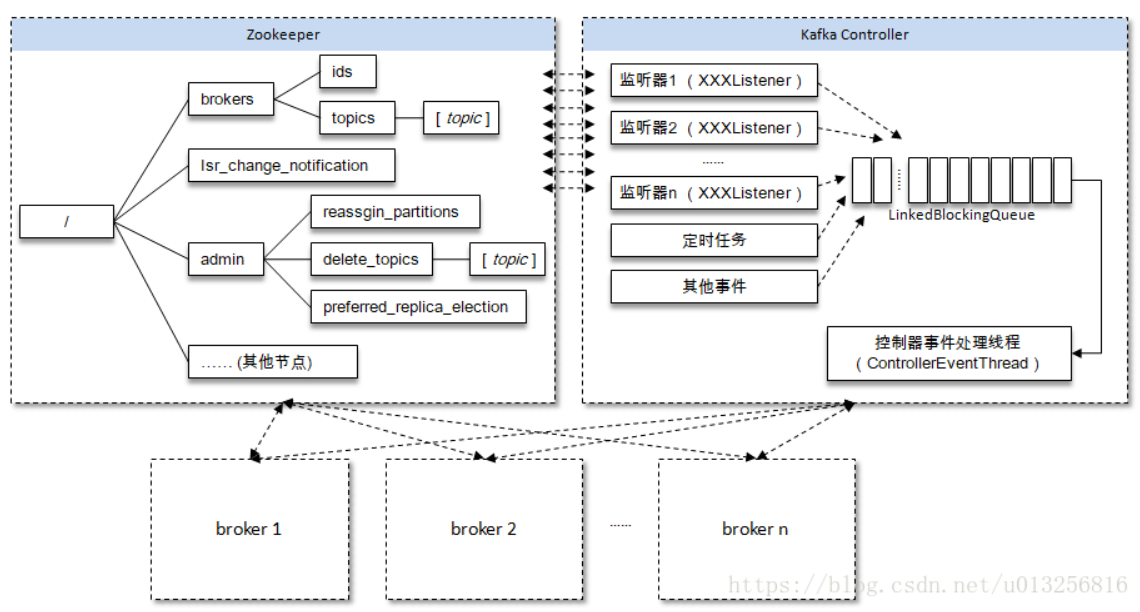 Zookeeper
/
brokers
ids
topics
[ topic ]
Isr_change_notification
admin
reassgin_partitions
delete_topics
[ topic ]
preferred_replica_election
...... (其他节点)
Kafka Controller
监听器1 （XXXListener）
监听器2 （XXXListener）
......
监听器n（XXXListener）
定时任务
其他事件
LinkedBlockingQueue
控制器事件处理线程
（ControllerEventThread）
broker 1
broker 2
......
broker n
https://blog.csdn.net/u013256816